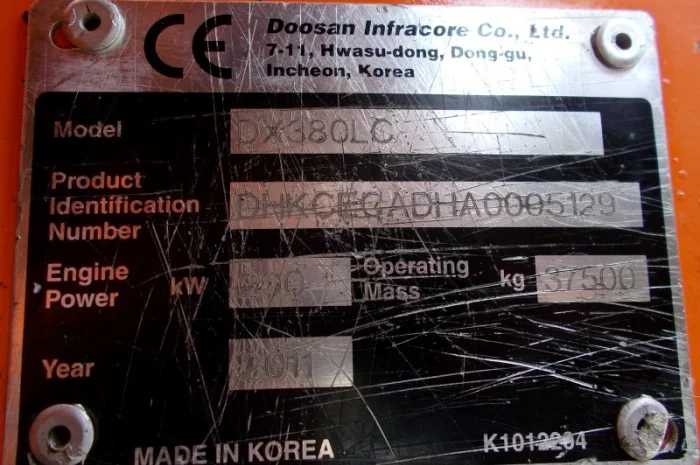 CE Doosan Infracore Co., Ltd.
7-11, Hwasu-dong, Dong-gu,
Incheon, Korea
Model DX380LC
Product
Identification
Number
DHKCECADHA0005129
Engine
Power kW
Operating
Mass kg 37500
Year 2011
MADE IN KOREA K1012204